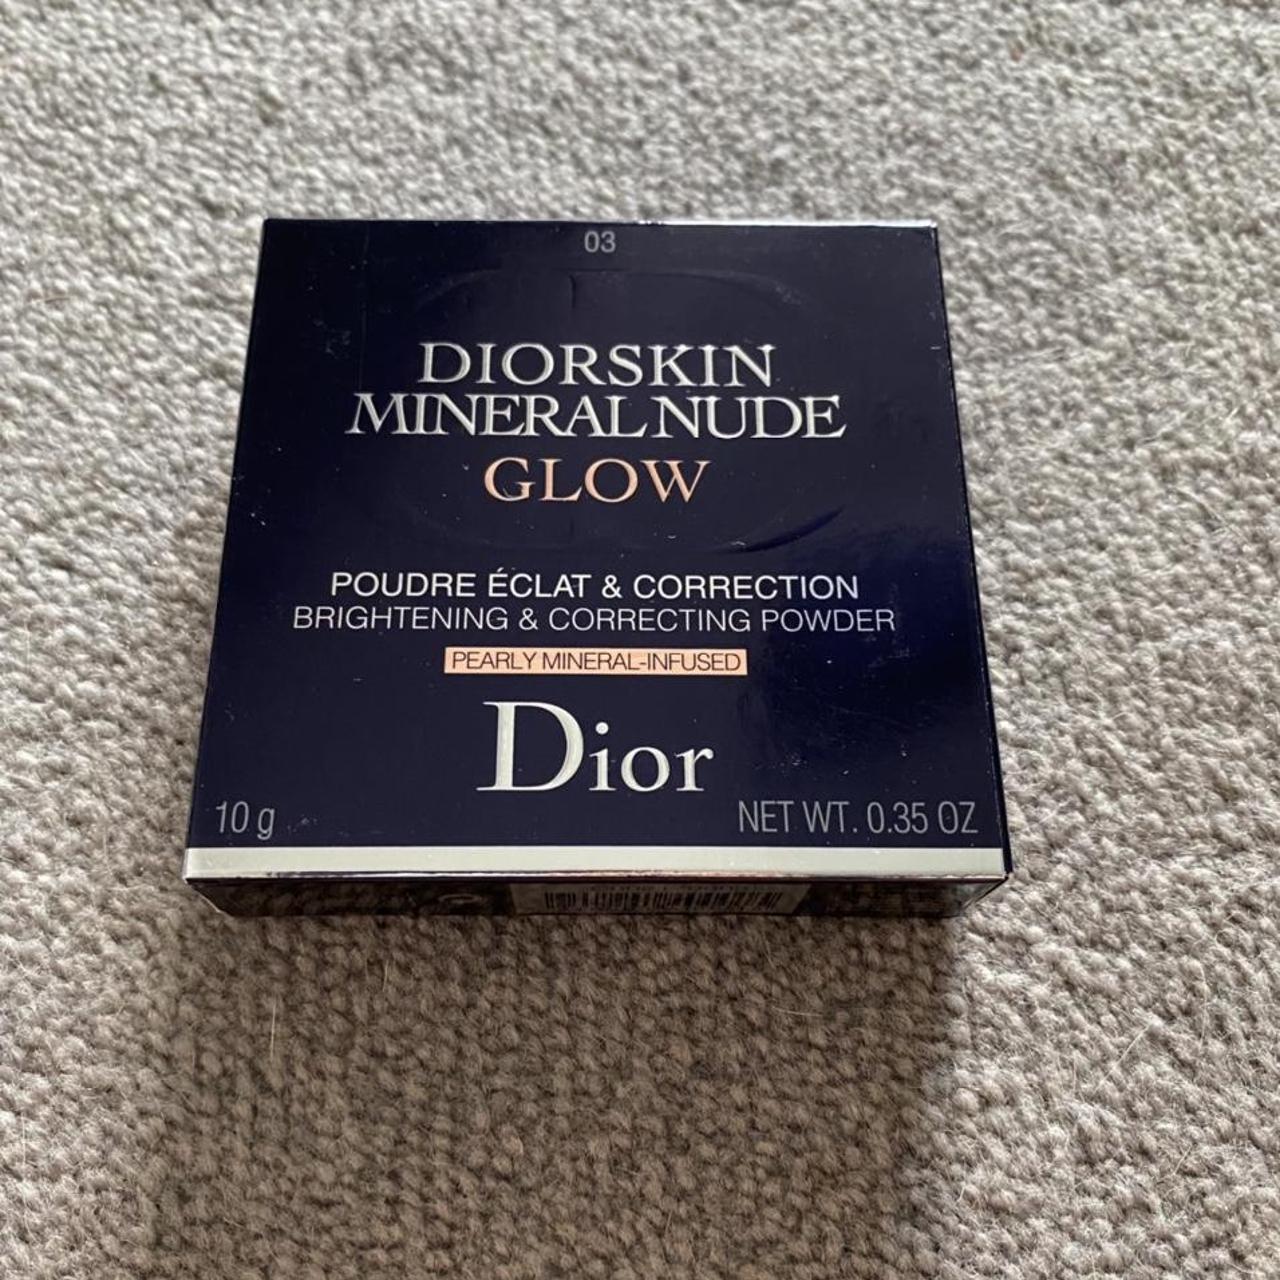 03
DIORSKIN
MINERAL NUDE
GLOW
POUDRE ÉCLAT & CORRECTION
BRIGHTENING & CORRECTING POWDER
PEARLY MINERAL-INFUSED
Dior
10 g NET WT. 0.35 OZ